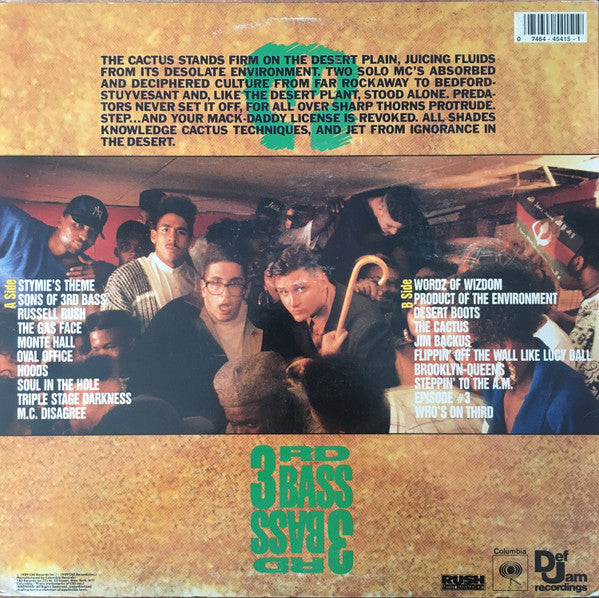 0 7464-45415-1
THE CACTUS STANDS FIRM ON THE DESERT PLAIN, JUICING FLUIDS
FROM ITS DESOLATE ENVIRONMENT. TWO SOLO MC'S ABSORBED
AND DECIPHERED CULTURE FROM FAR ROCKAWAY TO BEDFORD-
STUYVESANT AND, LIKE THE DESERT PLANT, STOOD ALONE. PREDA-
TORS NEVER SET IT OFF, FOR ALL OVER SHARP THORNS PROTRUDE.
STEP...AND YOUR MACK-DADDY LICENSE IS REVOKED. ALL SHADES
KNOWLEDGE CACTUS TECHNIQUES, AND JET FROM IGNORANCE IN
THE DESERT.
A Side
STYMIE'S THEME
SONS OF 3RD BASS
RUSSELL RUSH
THE GAS FACE
MONTE HALL
OVAL OFFICE
HOODS
SOUL IN THE HOLE
TRIPLE STAGE DARKNESS
M.C. DISAGREE
B Side
WORDZ OF WIZDOM
PRODUCT OF THE ENVIRONMENT
DESERT BOOTS
THE CACTUS
JIM BACKUS
FLIPPIN' OFF THE WALL LIKE LUCY BALL
BROOKLYN-QUEENS
STEPPIN' TO THE A.M.
EPISODE #3
WHO'S ON THIRD
3RD
BASS
3RD
BASS
RUSH
Columbia
Def
Jam
recordings